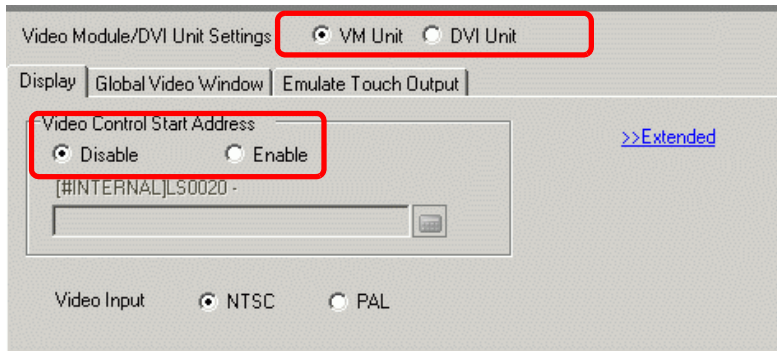 Video Module/DVI Unit Settings VM Unit DVI Unit
Display Global Video Window Emulate Touch Output
Video Control Start Address
>>Extended
Disable Enable
[#INTERNAL]LS0020 -
Video Input NTSC PAL